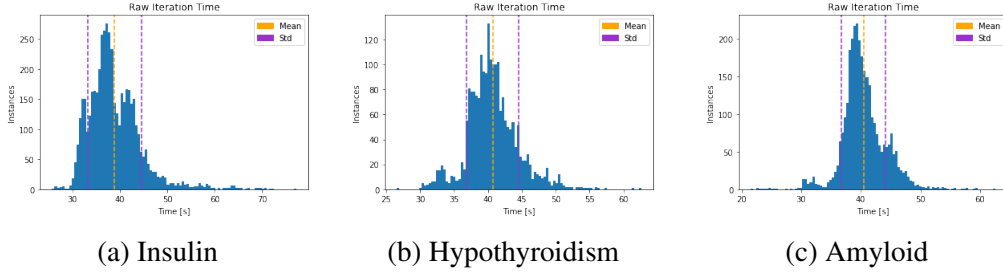 Raw Iteration Time
Mean
Std
Instances
250
200
150
100
50
0
30
40
50
60
70
Time [s]
(a) Insulin
Raw Iteration Time
Mean
Std
Instances
120
100
80
60
40
20
0
25
30
35
40
45
50
55
60
Time [s]
(b) Hypothyroidism
Raw Iteration Time
Mean
Std
Instances
200
150
100
50
0
20
30
40
50
60
Time [s]
(c) Amyloid